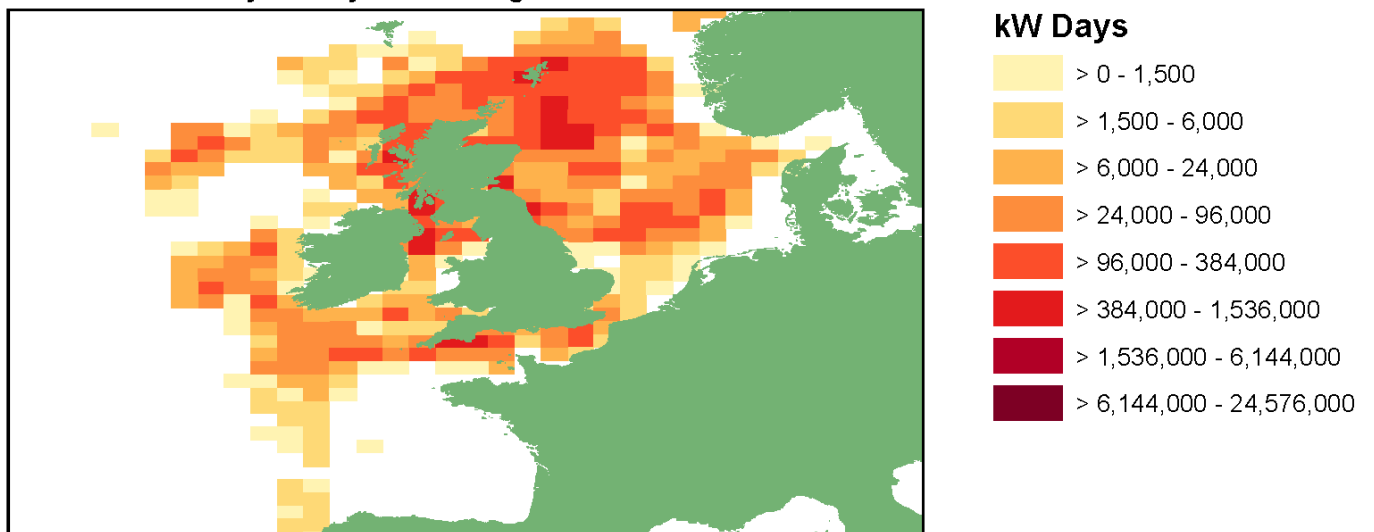 kW Days
> 0 - 1,500
> 1,500 - 6,000
> 6,000 - 24,000
> 24,000 - 96,000
> 96,000 - 384,000
> 384,000 - 1,536,000
> 1,536,000 - 6,144,000
> 6,144,000 - 24,576,000